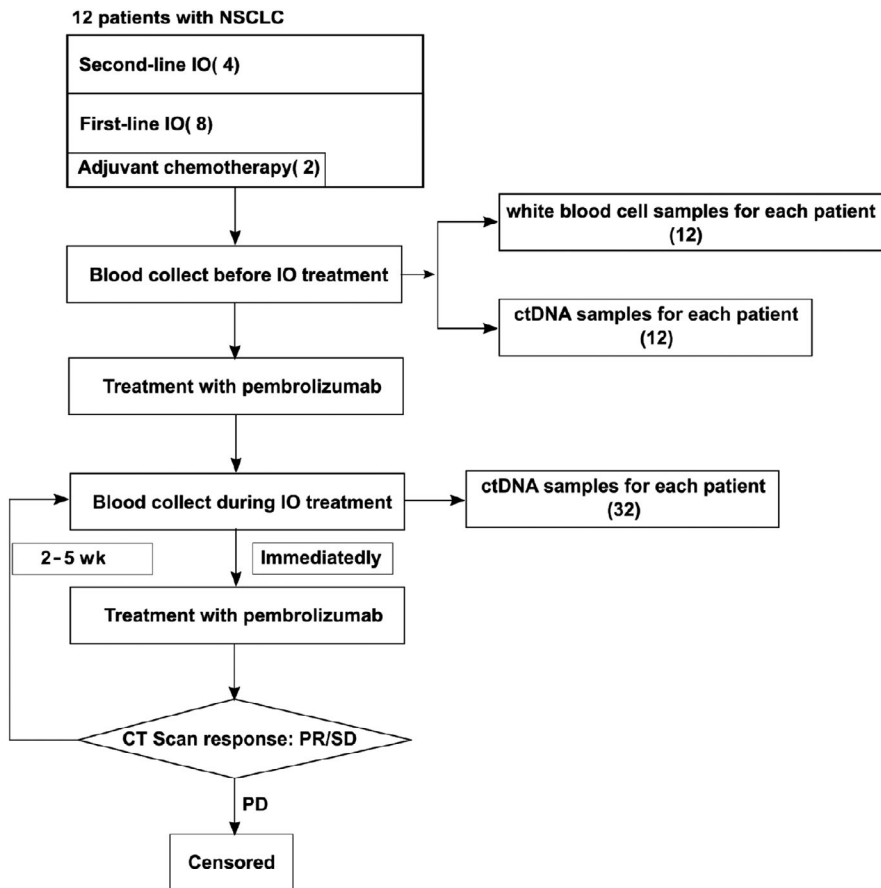 12 patients with NSCLC
Second-line IO( 4)
First-line IO( 8)
Adjuvant chemotherapy( 2)
white blood cell samples for each patient
(12)
Blood collect before IO treatment
ctDNA samples for each patient
(12)
Treatment with pembrolizumab
Blood collect during IO treatment
ctDNA samples for each patient
(32)
2-5 wk
Immediatedly
Treatment with pembrolizumab
CT Scan response: PR/SD
PD
Censored